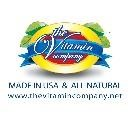 the
Vitamin
company
MADE IN USA & ALL NATURAL
www.thevitamincompany.net